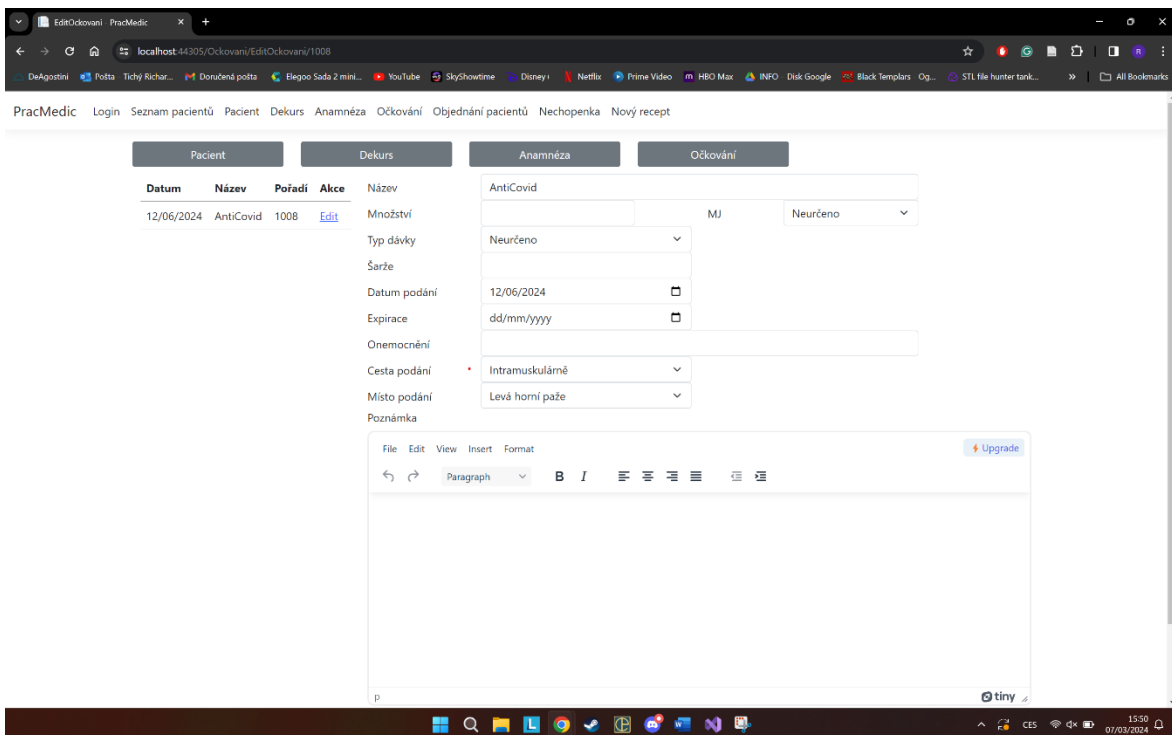 EditOckovani - PracMedic
localhost:44305/Ockovani/EditOckovani/1008
DeAgostini Pošta Tichý Richar... Doručená pošta Elegoo Sada 2 mini... YouTube SkyShowtime Disney+ Netflix Prime Video HBO Max INFO Disk Google Black Templars Og... STL file hunter tank... » All Bookmarks
PracMedic Login Seznam pacientů Pacient Dekurs Anamnéza Očkování Objednání pacientů Nechopenka Nový recept
Pacient Dekurs Anamnéza Očkování
Datum Název Pořadí Akce
12/06/2024 AntiCovid 1008 Edit
Název AntiCovid
Množství MJ Neurčeno
Typ dávky Neurčeno
Šarže
Datum podání 12/06/2024
Expirace dd/mm/yyyy
Onemocnění
Cesta podání * Intramuskulárně
Místo podání Levá horní paže
Poznámka
File Edit View Insert Format Upgrade
Paragraph B I
p tiny
CES 15:50
07/03/2024